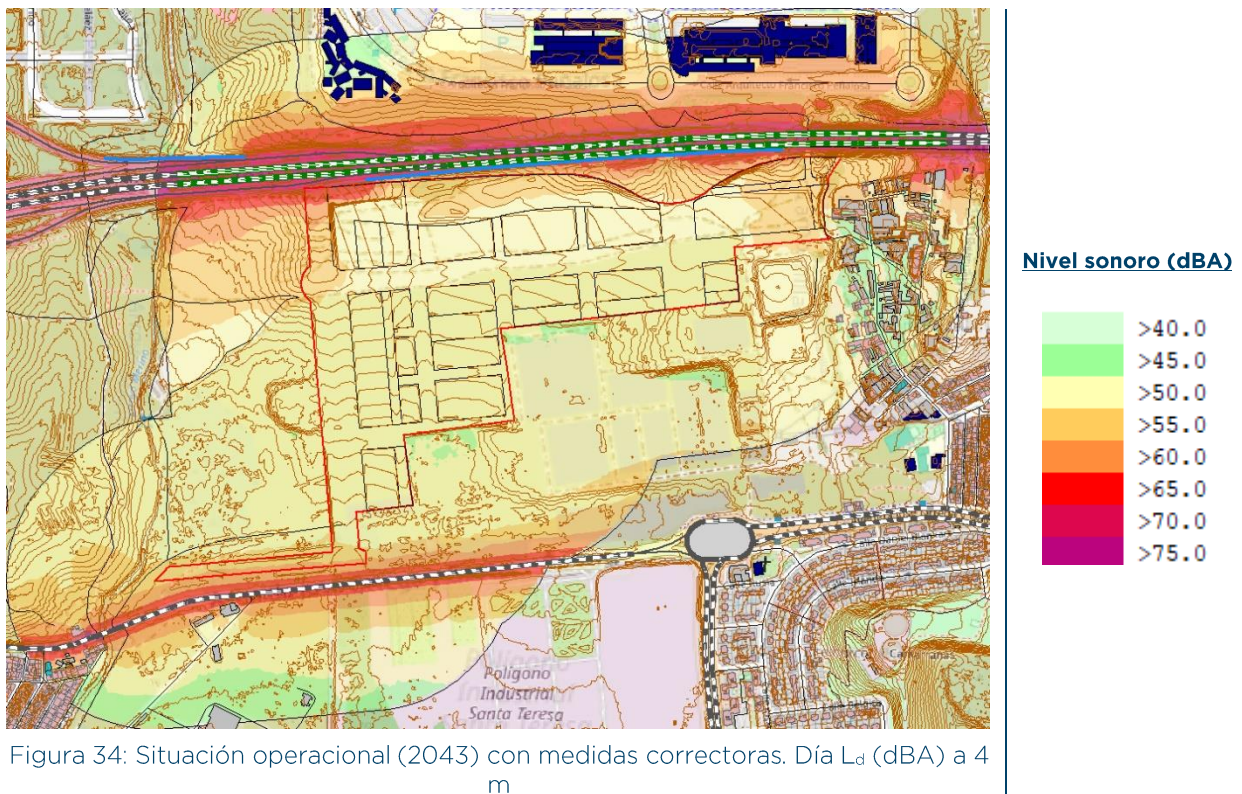 Nivel sonoro (dBA)
>40.0
>45.0
>50.0
>55.0
>60.0
>65.0
>70.0
>75.0
Polígono
Industrial
Santa Teresa
Figura 34: Situación operacional (2043) con medidas correctoras. Día Ld (dBA) a 4
m